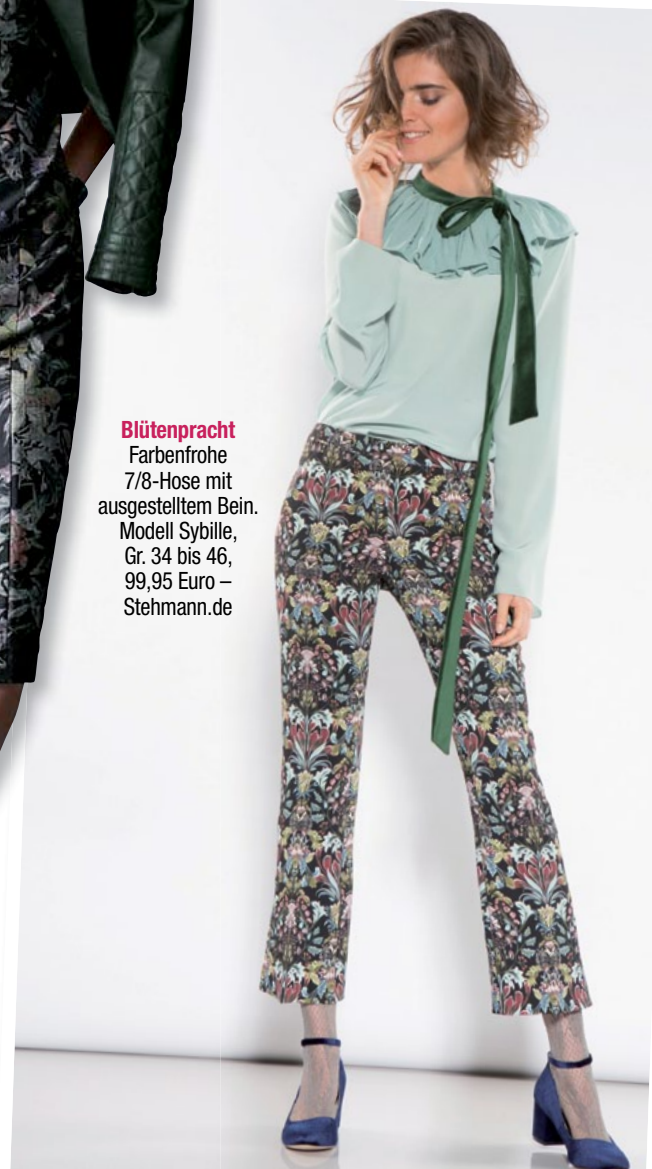 Blütenpracht
Farbenfrohe
7/8-Hose mit
ausgestelltem Bein.
Modell Sybille,
Gr. 34 bis 46,
99,95 Euro –
Stehmann.de